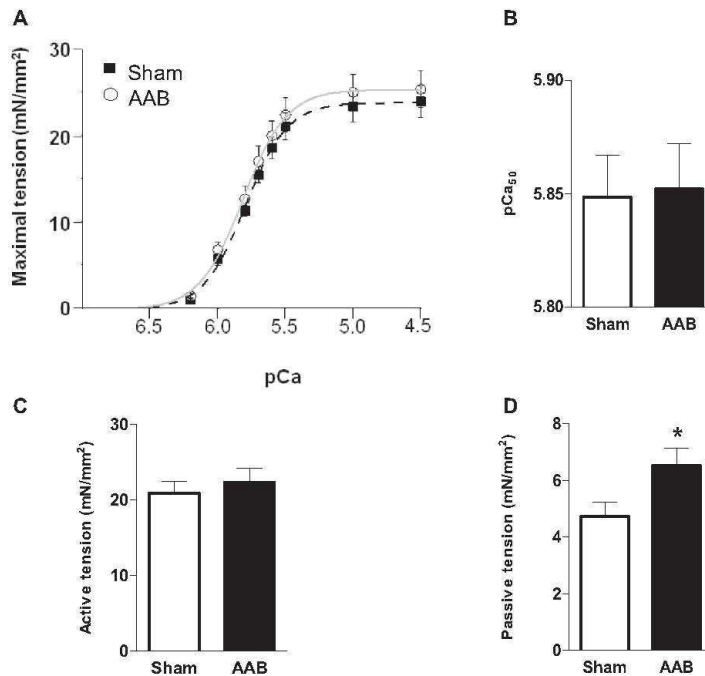 A
Maximal tension (mN/mm²)
30
20
10
0
Sham
AAB
6.5 6.0 5.5 5.0 4.5
pCa
B
pCa₅₀
5.90
5.85
5.80
Sham AAB
C
Active tension (mN/mm²)
30
20
10
0
Sham AAB
D
Passive tension (mN/mm²)
8
6
4
2
0
*
Sham AAB